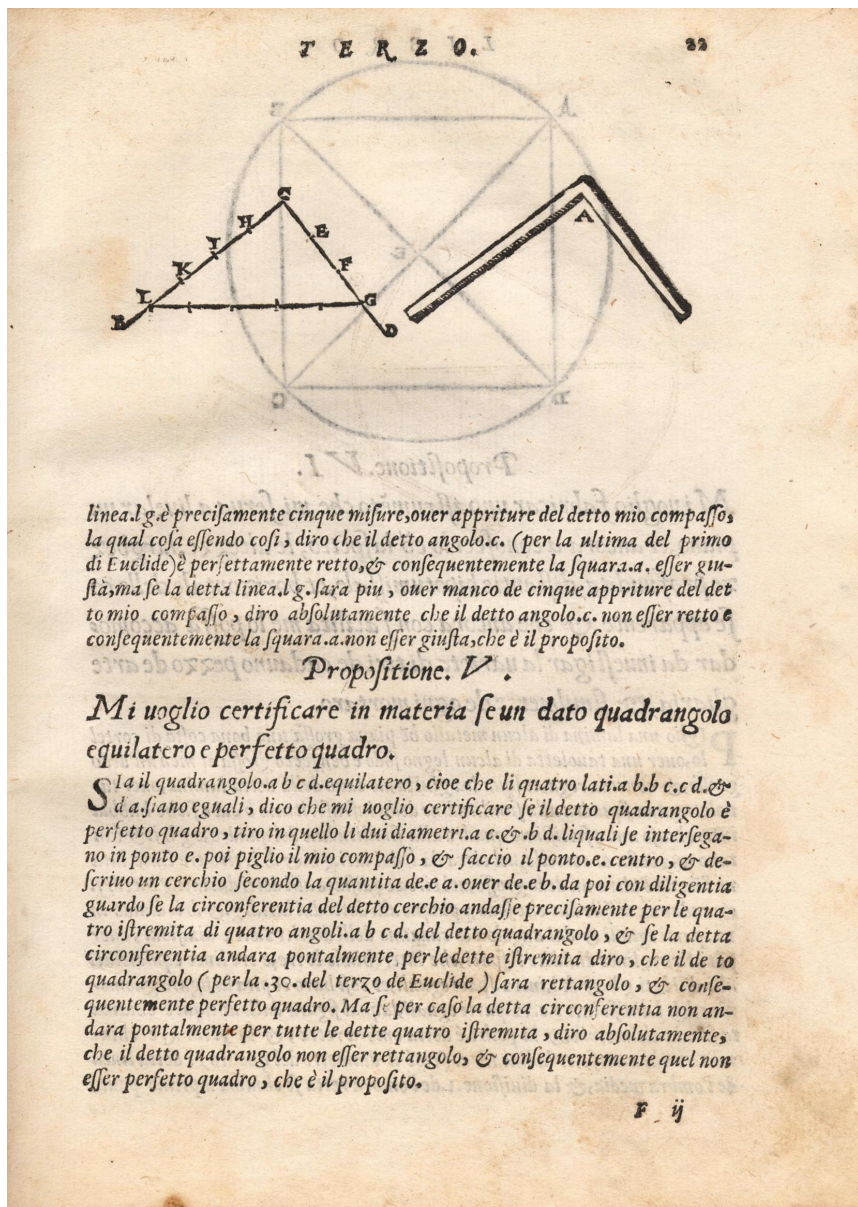 TERZO. 22
C
H E
I F
K
L G
B D
A
linea.l g.è precisamente cinque misure,ouer appriture del detto mio compasso,
la qual cosa essendo cosi, diro che il detto angolo.c. (per la ultima del primo
di Euclide)è perfettamente retto,& consequentemente la squara.a. esser giu-
sta,ma se la detta linea.l g.sara piu, ouer manco de cinque appriture del det
to mio compasso, diro absolutamente che il detto angolo.c. non esser retto e
consequentemente la squara.a.non esser giusta,che è il proposito.
Propositione. V.
Mi uoglio certificare in materia se un dato quadrangolo
equilatero e perfetto quadro.
SIa il quadrangolo.a b c d.equilatero, cioe che li quatro lati.a b.b c.c d.&
d a.siano eguali, dico che mi uoglio certificare se il detto quadrangolo è
perfetto quadro, tiro in quello li dui diametri.a c.&.b d.liquali se intersega-
no in ponto e. poi piglio il mio compasso, & faccio il ponto.e. centro, & de-
scriuo un cerchio secondo la quantita de.e a. ouer de.e b.da poi con diligentia
guardo se la circonferentia del detto cerchio andasse precisamente per le qua-
tro istremita di quatro angoli.a b c d. del detto quadrangolo, & se la detta
circonferentia andara pontalmente per le dette istremita diro, che il de to
quadrangolo (per la .30. del terzo de Euclide) sara rettangolo, & conse-
quentemente perfetto quadro. Ma se per caso la detta circonferentia non an-
dara pontalmente per tutte le dette quatro istremita, diro absolutamente,
che il detto quadrangolo non esser rettangolo, & consequentemente quel non
esser perfetto quadro, che è il proposito.
F ij